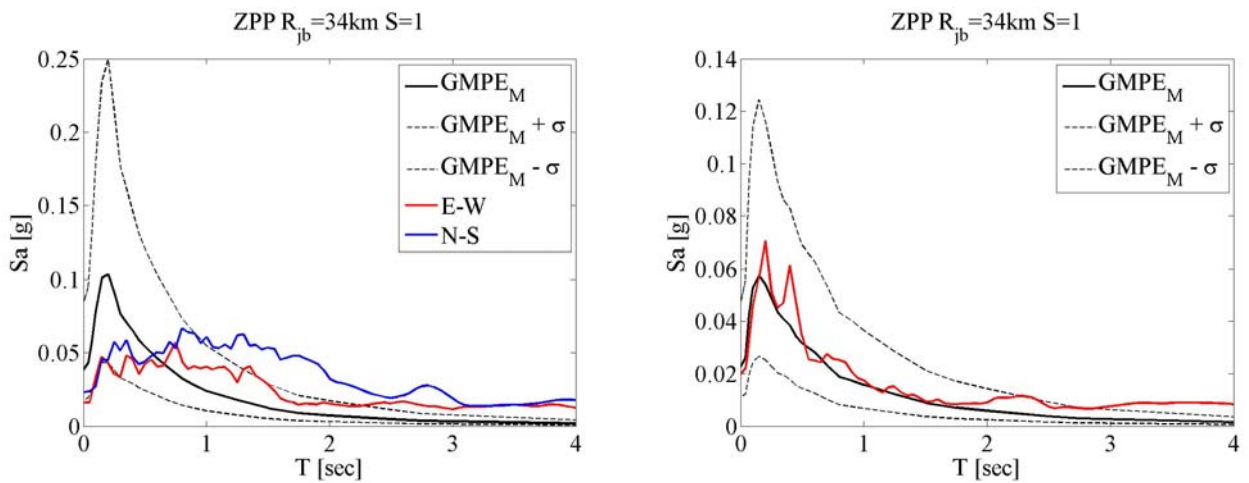 ZPP R_jb=34km S=1
0.25
0.2
0.15
0.1
0.05
0
Sa [g]
GMPE_M
GMPE_M + σ
GMPE_M - σ
E-W
N-S
0 1 2 3 4
T [sec]
ZPP R_jb=34km S=1
0.14
0.12
0.1
0.08
0.06
0.04
0.02
0
Sa [g]
GMPE_M
GMPE_M + σ
GMPE_M - σ
0 1 2 3 4
T [sec]